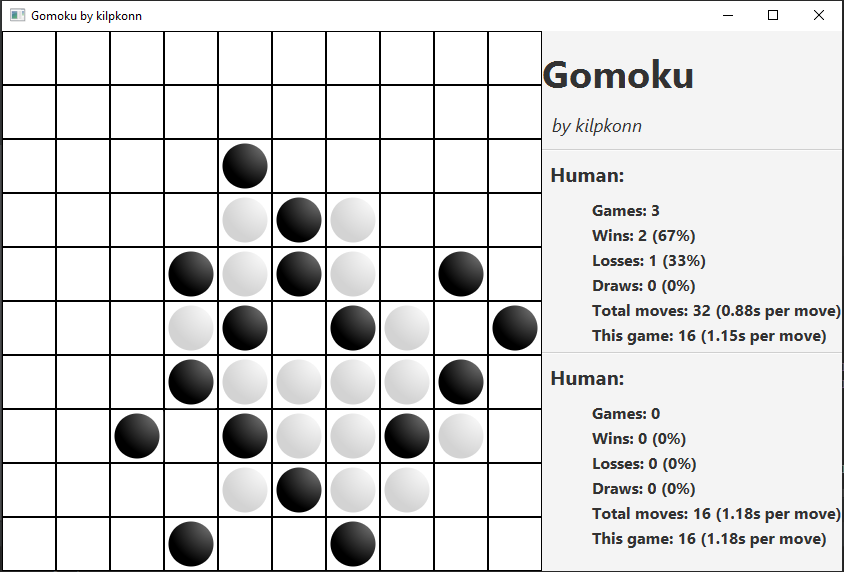 Gomoku by kilpkonn
Gomoku
by kilpkonn
Human:
Games: 3
Wins: 2 (67%)
Losses: 1 (33%)
Draws: 0 (0%)
Total moves: 32 (0.88s per move)
This game: 16 (1.15s per move)
Human:
Games: 0
Wins: 0 (0%)
Losses: 0 (0%)
Draws: 0 (0%)
Total moves: 16 (1.18s per move)
This game: 16 (1.18s per move)